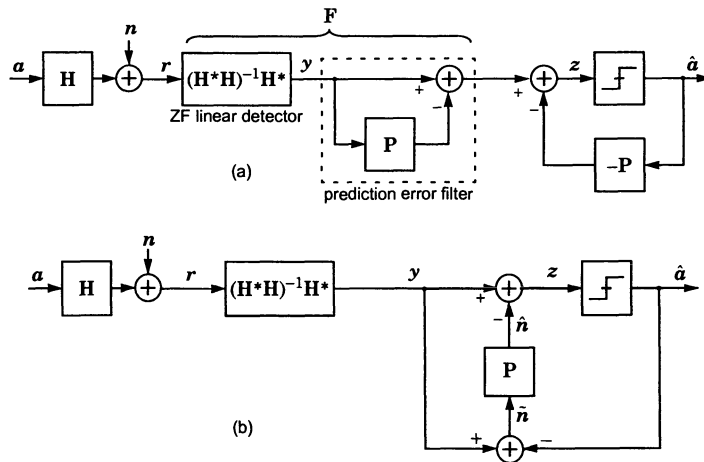 F
n
a
H
+
r
(H*H)⁻¹H*
y
+
+
−
+
+
−
z
â
ZF linear detector
P
−P
(a)
prediction error filter
n
a
H
+
r
(H*H)⁻¹H*
y
+
+
−
n̂
z
â
P
ñ
(b)
+
+
−